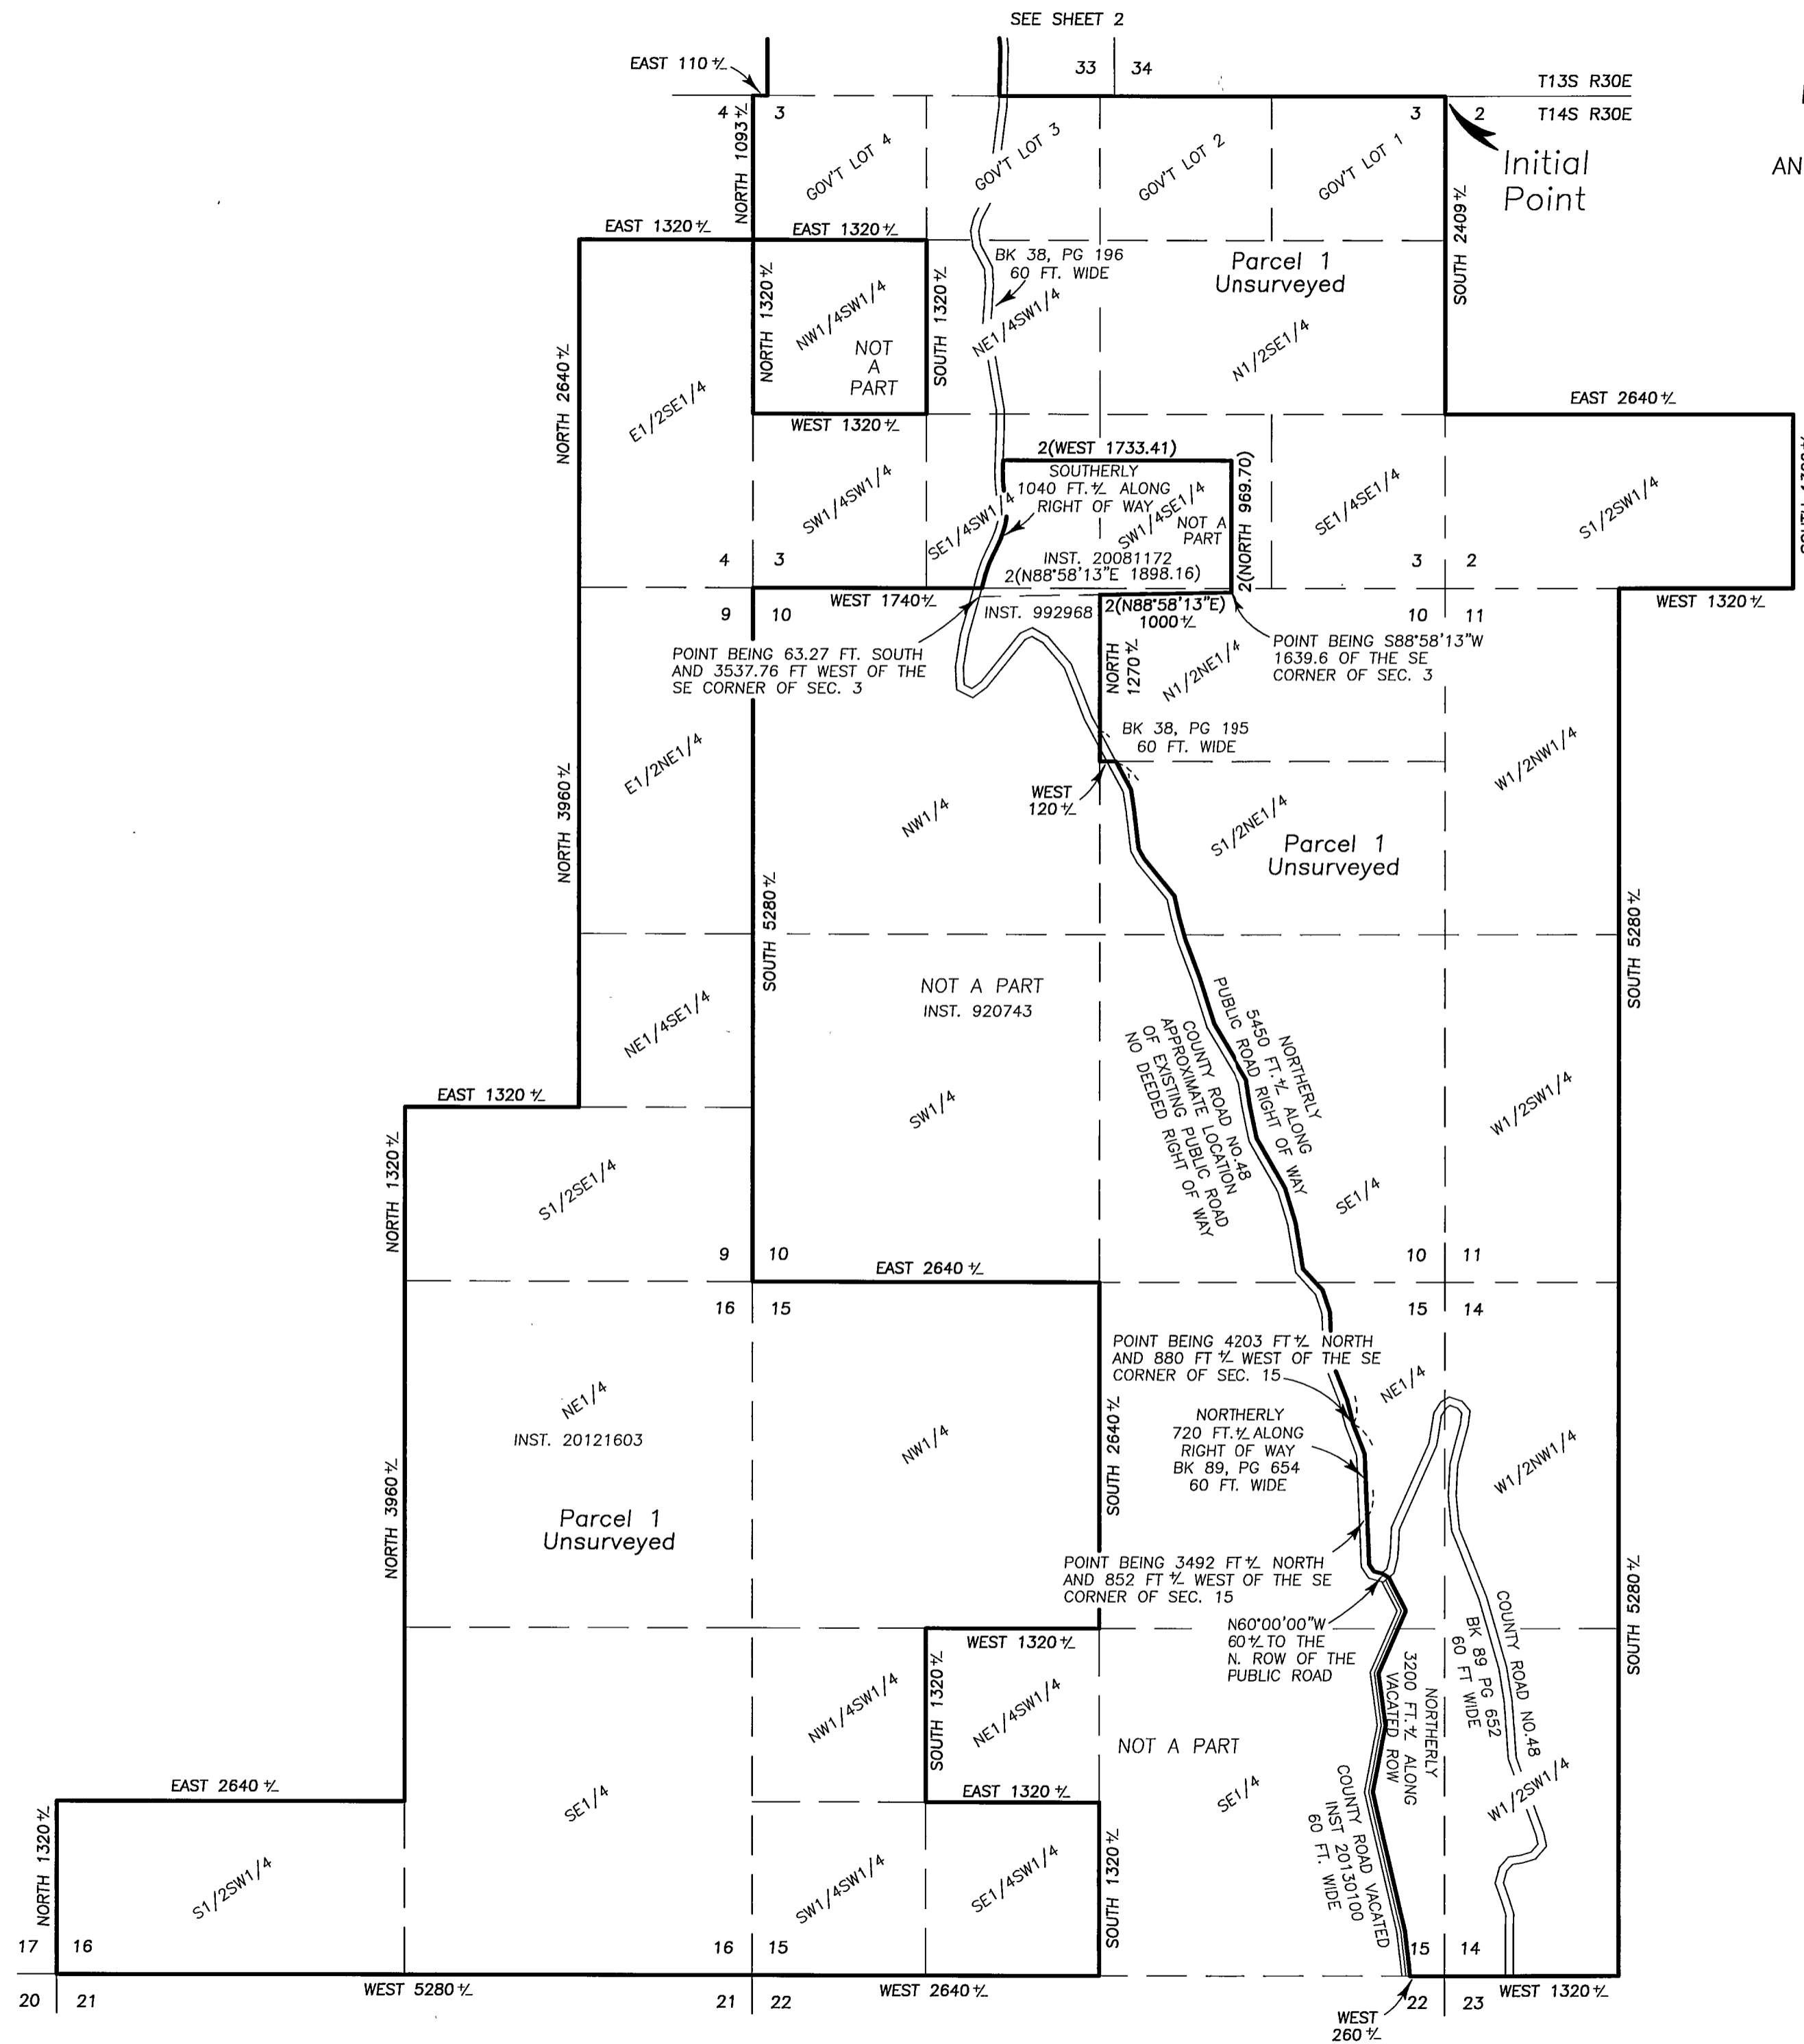 SEE SHEET 2
EAST 110 +/-
33
34
T13S R30E
4
3
3
2
T14S R30E
AN
NORTH 1093 +/-
GOV'T LOT 4
GOV'T LOT 3
GOV'T LOT 2
GOV'T LOT 1
Initial
Point
SOUTH 2409 +/-
EAST 1320 +/-
EAST 1320 +/-
BK 38, PG 196
60 FT. WIDE
Parcel 1
Unsurveyed
NORTH 1320 +/-
NW1/4SW1/4
NOT
A
PART
SOUTH 1320 +/-
NE1/4SW1/4
N1/2SE1/4
NORTH 2640 +/-
E1/2SE1/4
WEST 1320 +/-
EAST 2640 +/-
2(WEST 1733.41)
SOUTHERLY
1040 FT.+/- ALONG
RIGHT OF WAY
2(NORTH 969.70)
SW1/4SW1/4
SE1/4SW1/4
SW1/4SE1/4
NOT A
PART
SE1/4SE1/4
S1/2SW1/4
4
3
INST. 20081172
2(N88°58'13"E 1898.16)
3
2
WEST 1740 +/-
WEST 1320 +/-
9
10
INST. 992968
2(N88°58'13"E)
1000 +/-
10
11
POINT BEING 63.27 FT. SOUTH
AND 3537.76 FT WEST OF THE
SE CORNER OF SEC. 3
NORTH
1270 +/-
N1/2NE1/4
POINT BEING S88°58'13"W
1639.6 OF THE SE
CORNER OF SEC. 3
BK 38, PG 195
60 FT. WIDE
E1/2NE1/4
NORTH 3960 +/-
WEST
120 +/-
NW1/4
S1/2NE1/4
Parcel 1
Unsurveyed
W1/2NW1/4
SOUTH 5280 +/-
SOUTH 5280 +/-
NOT A PART
INST. 920743
NE1/4SE1/4
NORTHERLY
5450 FT.+/- ALONG
PUBLIC ROAD RIGHT OF WAY
COUNTY ROAD NO.48
APPROXIMATE LOCATION
OF EXISTING PUBLIC ROAD
NO DEEDED RIGHT OF WAY
EAST 1320 +/-
SW1/4
W1/2SW1/4
NORTH 1320 +/-
S1/2SE1/4
SE1/4
9
10
EAST 2640 +/-
10
11
16
15
15
14
POINT BEING 4203 FT +/- NORTH
AND 880 FT +/- WEST OF THE SE
CORNER OF SEC. 15
NE1/4
INST. 20121603
NW1/4
SOUTH 2640 +/-
NE1/4
NORTHERLY
720 FT.+/- ALONG
RIGHT OF WAY
BK 89, PG 654
60 FT. WIDE
W1/2NW1/4
NORTH 3960 +/-
Parcel 1
Unsurveyed
POINT BEING 3492 FT +/- NORTH
AND 852 FT +/- WEST OF THE SE
CORNER OF SEC. 15
N60°00'00"W
60 +/- TO THE
N. ROW OF THE
PUBLIC ROAD
SOUTH 5280 +/-
WEST 1320 +/-
COUNTY ROAD NO.48
BK 89 PG 652
60 FT WIDE
NORTHERLY
3200 FT.+/- ALONG
VACATED ROW
NW1/4SW1/4
SOUTH 1320 +/-
NE1/4SW1/4
NOT A PART
EAST 2640 +/-
EAST 1320 +/-
SE1/4
SE1/4
W1/2SW1/4
COUNTY ROAD VACATED
INST 20130100
60 FT. WIDE
NORTH 1320 +/-
S1/2SW1/4
SW1/4SW1/4
SE1/4SW1/4
SOUTH 1320 +/-
17
16
16
15
15
14
WEST 5280 +/-
WEST 2640 +/-
WEST 1320 +/-
20
21
21
22
22
23
WEST
260 +/-